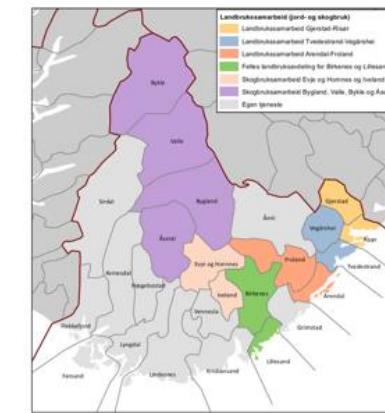 Landbrukssamarbeid (jord- og skogbruk)
Landbrukssamarbeid Gjerstad-Risør
Landbrukssamarbeid Tvedestrand-Vegårshei
Landbrukssamarbeid Arendal-Froland
Felles landbruksavdeling for Birkenes og Lillesand
Skogbrukssamarbeid Evje og Hornnes og Iveland
Skogbrukssamarbeid Bygland, Valle, Bykle og
Egen tjeneste
Bykle
Valle
Sirdal
Bygland
Åmli
Gjerstad
Vegårshei
Risør
Åseral
Evje og Hornnes
Froland
Tvedestrand
Kvinesdal
Hægebostad
Iveland
Birkenes
Arendal
Vennesla
Grimstad
Flekkefjord
Lyngdal
Lillesand
Farsund
Lindesnes
Kristiansand